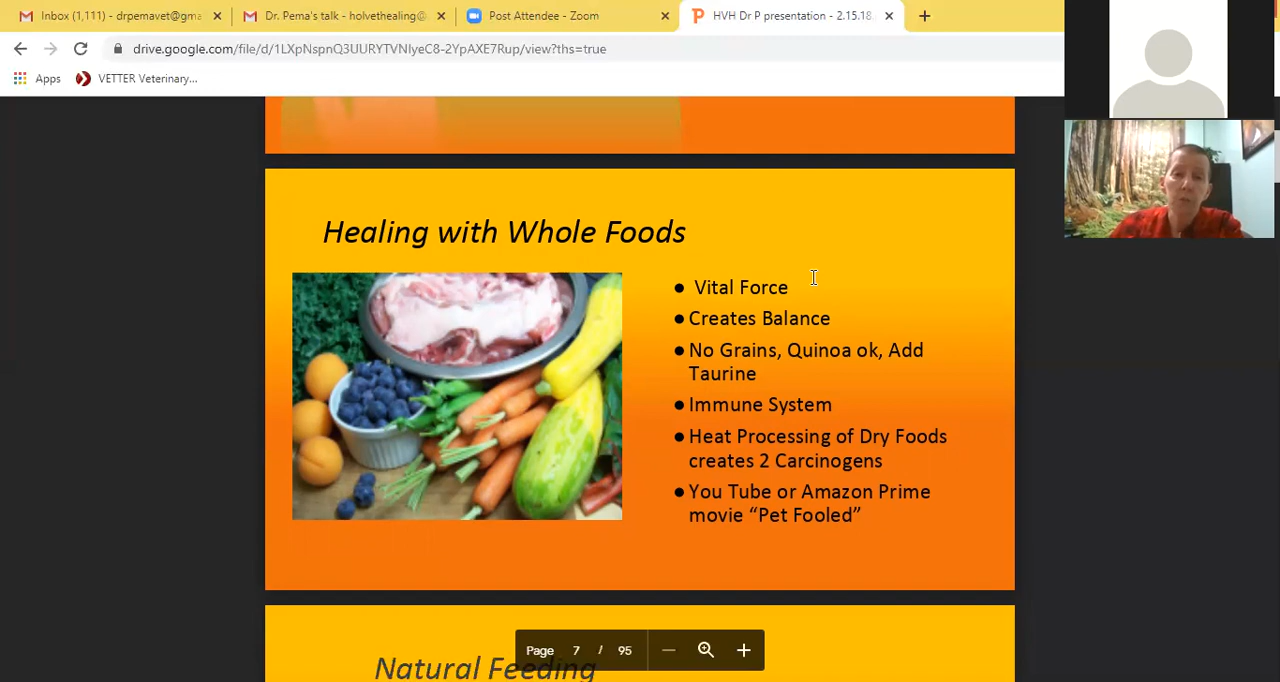 Inbox (1,111) - drpemavet@gma
Dr. Pema's talk - holvethealing@
Post Attendee - Zoom
HVH Dr P presentation - 2.15.18.
drive.google.com/file/d/1LXpNspnQ3UURYTVNlyeC8-2YpAXE7Rup/view?ths=true
Apps
VETTER Veterinary...
Healing with Whole Foods
● Vital Force
● Creates Balance
● No Grains, Quinoa ok, Add
Taurine
● Immune System
● Heat Processing of Dry Foods
creates 2 Carcinogens
● You Tube or Amazon Prime
movie “Pet Fooled”
Natural Feeding
Page 7 / 95